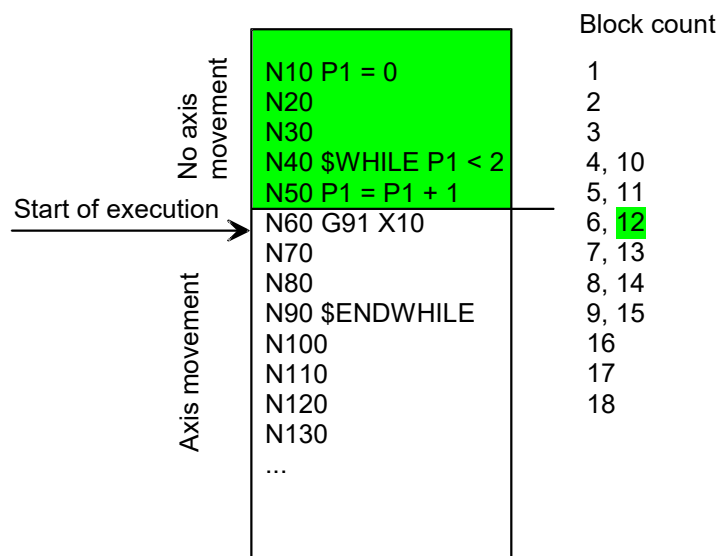 Block count
N10 P1 = 0 1
N20 2
N30 3
N40 $WHILE P1 < 2 4, 10
N50 P1 = P1 + 1 5, 11
N60 G91 X10 6, 12
N70 7, 13
N80 8, 14
N90 $ENDWHILE 9, 15
N100 16
N110 17
N120 18
N130
...
No axis
movement
Start of execution
Axis movement